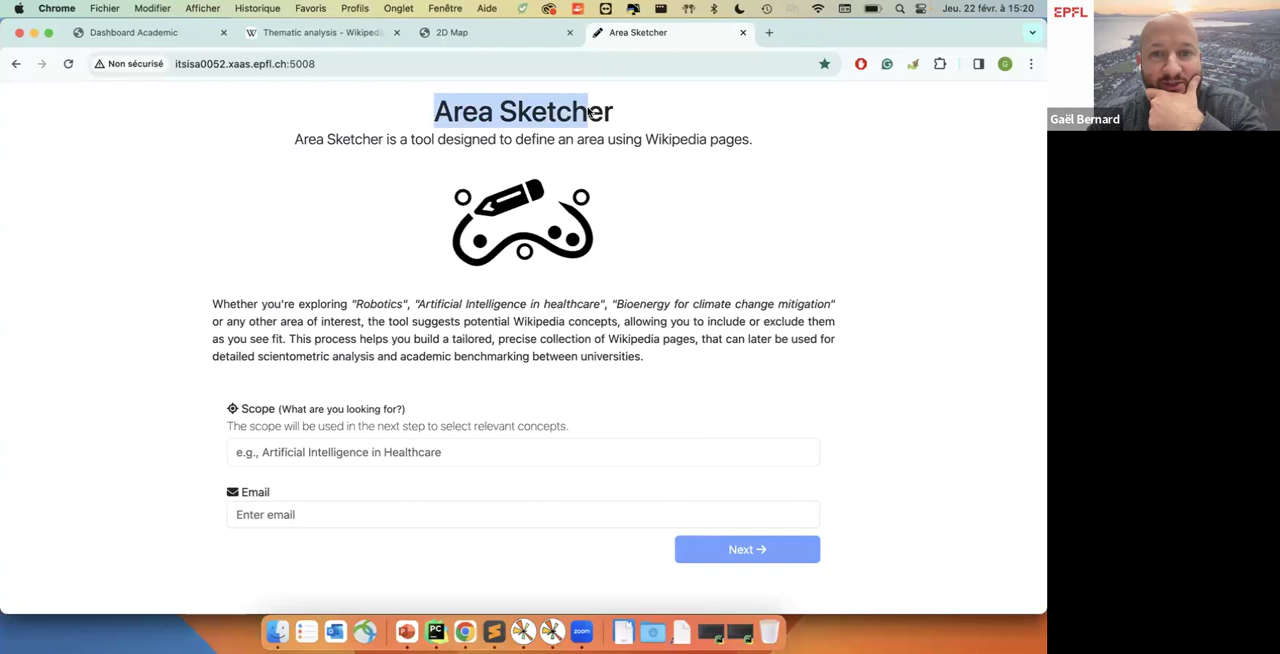 Chrome Fichier Modifier Afficher Historique Favoris Profils Onglet Fenêtre Aide Jeu. 22 févr à 15:20
Dashboard Academic
Thematic analysis - Wikipedi
2D Map
Area Sketcher
Non sécurisé
itsisa0052.xaas.epfl.ch:5008
EPFL
Gaël Bernard
Area Sketcher
Area Sketcher is a tool designed to define an area using Wikipedia pages.
Whether you're exploring "Robotics", "Artificial Intelligence in healthcare", "Bioenergy for climate change mitigation"
or any other area of interest, the tool suggests potential Wikipedia concepts, allowing you to include or exclude them
as you see fit. This process helps you build a tailored, precise collection of Wikipedia pages, that can later be used for
detailed scientometric analysis and academic benchmarking between universities.
Scope (What are you looking for?)
The scope will be used in the next step to select relevant concepts.
e.g., Artificial Intelligence in Healthcare
Email
Enter email
Next →
PC
zoom